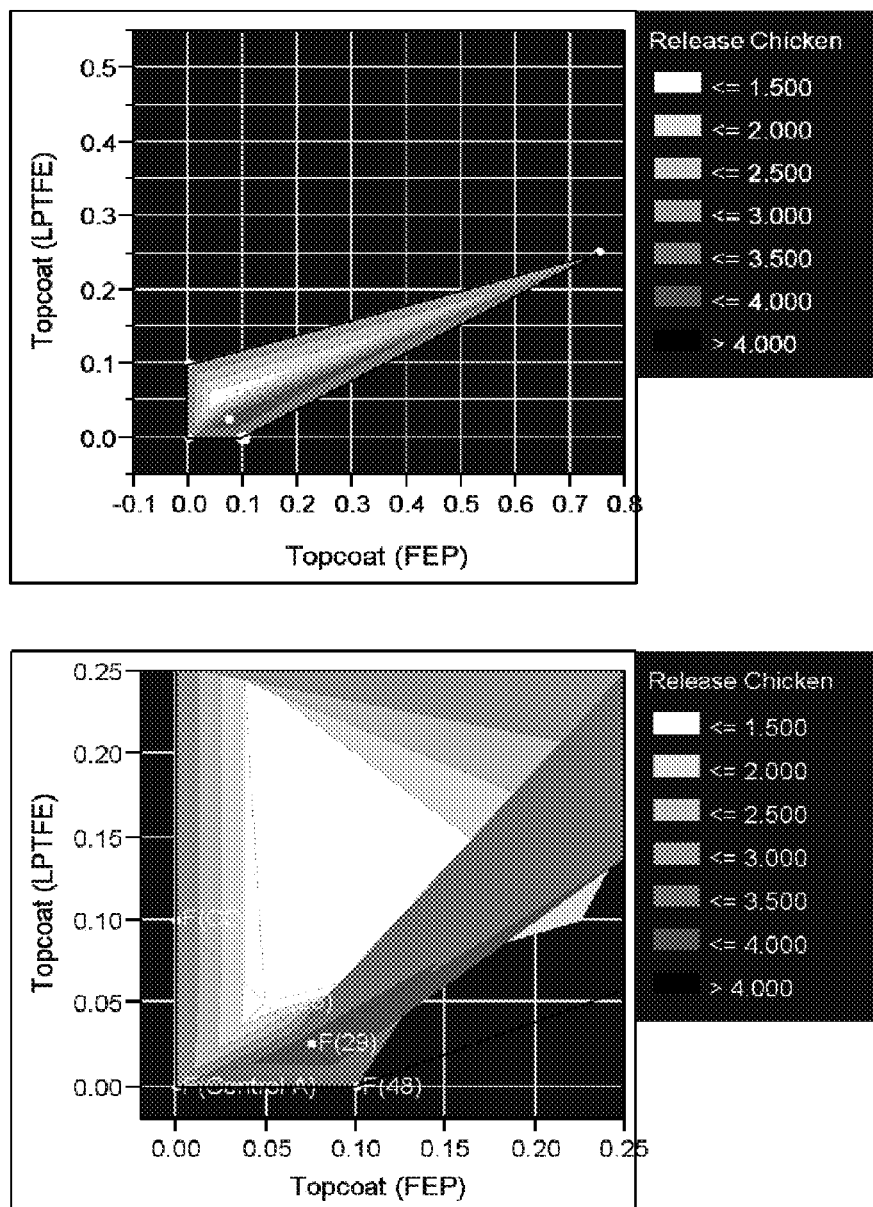 Release Chicken
<= 1.500
<= 2.000
<= 2.500
<= 3.000
<= 3.500
<= 4.000
> 4.000
0.5
0.4
0.3
0.2
0.1
0.0
Topcoat (LPTFE)
-0.1 0.0 0.1 0.2 0.3 0.4 0.5 0.6 0.7 0.8
Topcoat (FEP)
Release Chicken
<= 1.500
<= 2.000
<= 2.500
<= 3.000
<= 3.500
<= 4.000
> 4.000
0.25
0.20
0.15
0.10
0.05
0.00
Topcoat (LPTFE)
F(29)
F(Control A)
F(48)
0.00 0.05 0.10 0.15 0.20 0.25
Topcoat (FEP)